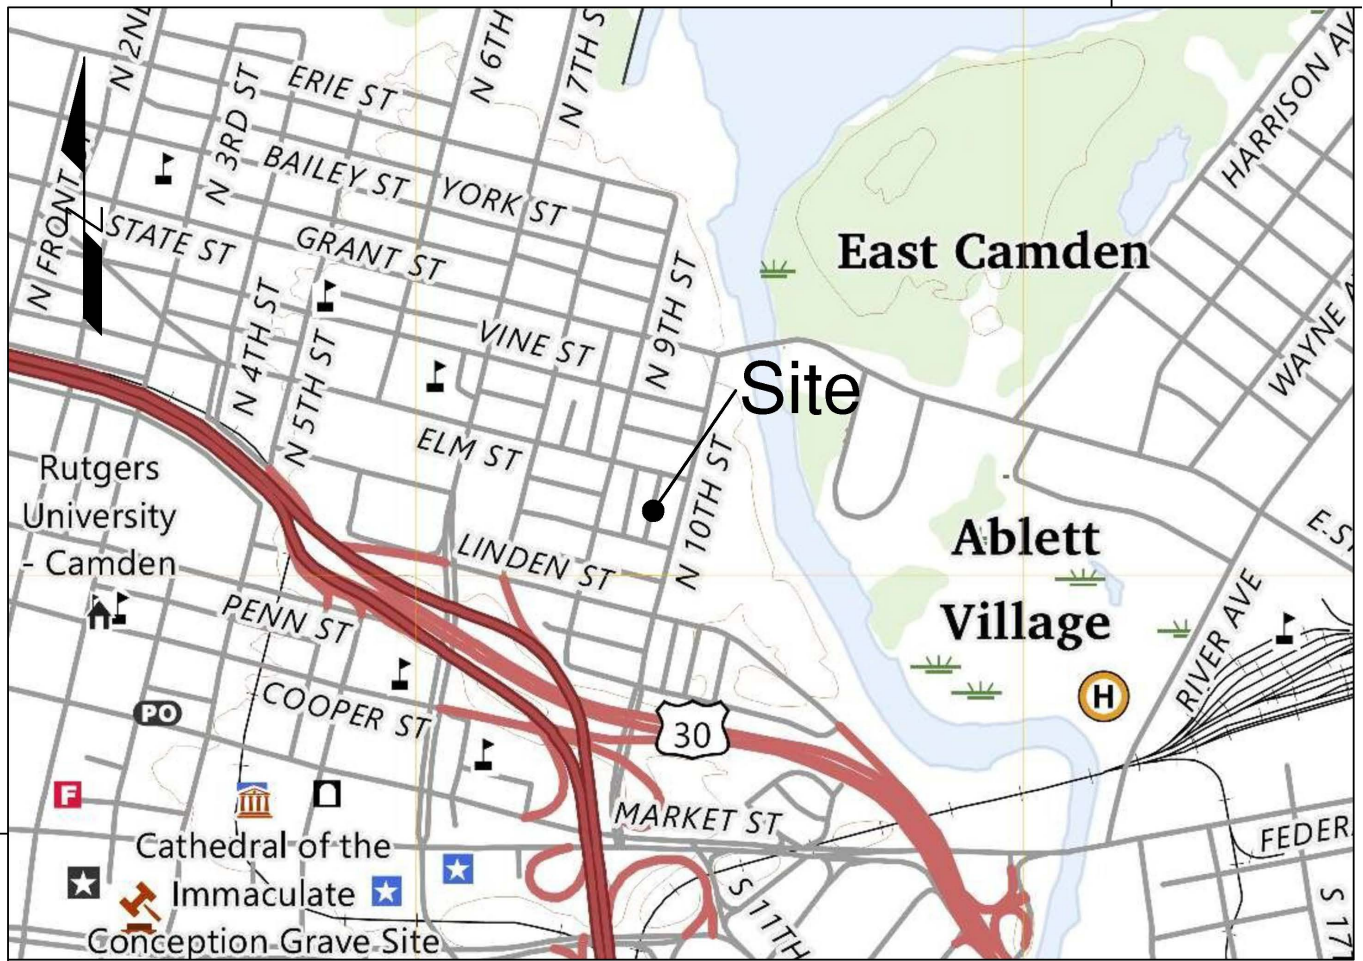 N 2ND
N 6TH
N 7TH S
HARRISON AV
ERIE ST
N 3RD ST
BAILEY ST
YORK ST
N FRONT
STATE ST
GRANT ST
East Camden
N 9TH ST
N 4TH ST
VINE ST
WAYNE A
N 5TH ST
Site
ELM ST
N 10TH ST
Rutgers
University
- Camden
LINDEN ST
Ablett
Village
E ST
PENN ST
RIVER AVE
COOPER ST
PO
H
30
F
MARKET ST
FEDER
Cathedral of the
Immaculate
Conception Grave Site
S 11TH
S 17T